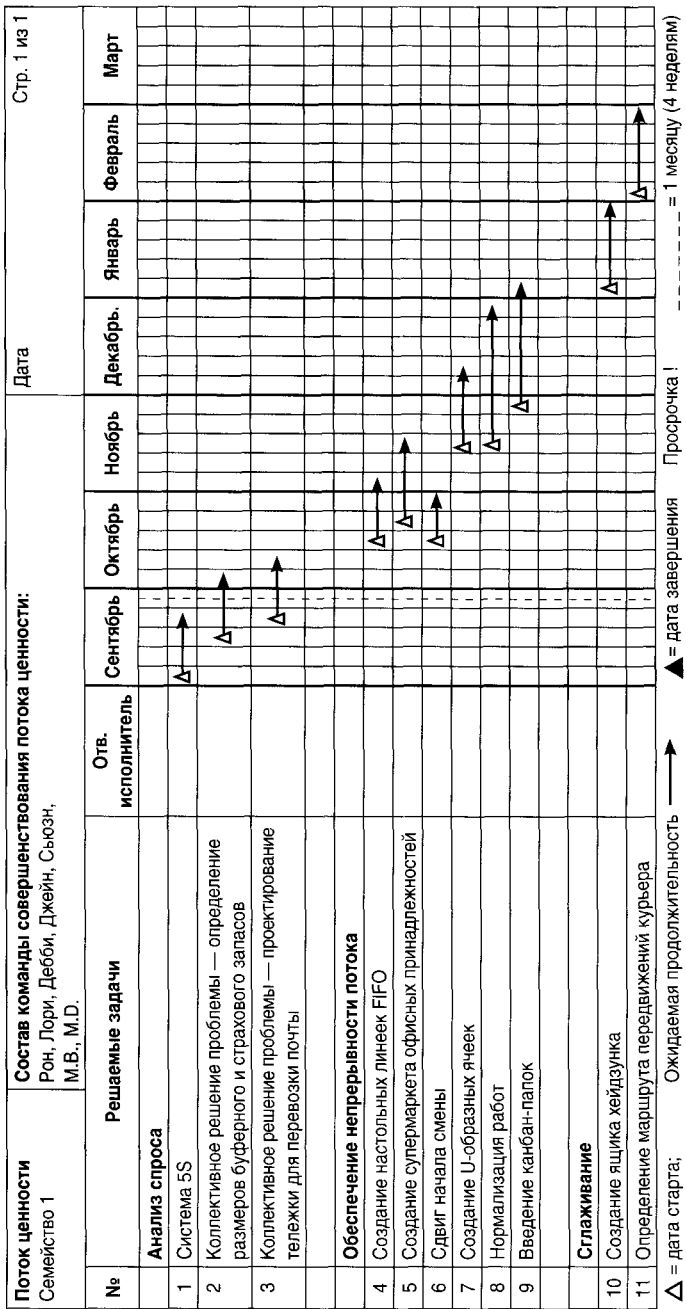 Поток ценности
Семейство 1
Состав команды совершенствования потока ценности:
Рон, Лори, Дебби, Джейн, Сьюзн,
M.B., M.D.
Дата
Стр. 1 из 1
№
Решаемые задачи
Отв.
исполнитель
Сентябрь
Октябрь
Ноябрь
Декабрь.
Январь
Февраль
Март
Анализ спроса
1 Система 5S
2 Коллективное решение проблемы — определение
размеров буферного и страхового запасов
3 Коллективное решение проблемы — проектирование
тележки для перевозки почты
Обеспечение непрерывности потока
4 Создание настольных линеек FIFO
5 Создание супермаркета офисных принадлежностей
6 Сдвиг начала смены
7 Создание U-образных ячеек
8 Нормализация работ
9 Введение канбан-папок
Сглаживание
10 Создание ящика хейдзунка
11 Определение маршрута передвижений курьера
△ = дата старта; Ожидаемая продолжительность → ▲ = дата завершения Просрочка ! = 1 месяцу (4 неделям)